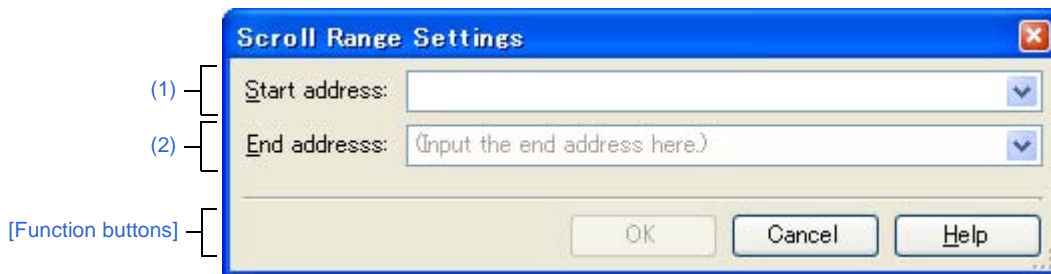 Scroll Range Settings
(1) Start address:
(2) End addresss: (Input the end address here.)
[Function buttons] OK Cancel Help